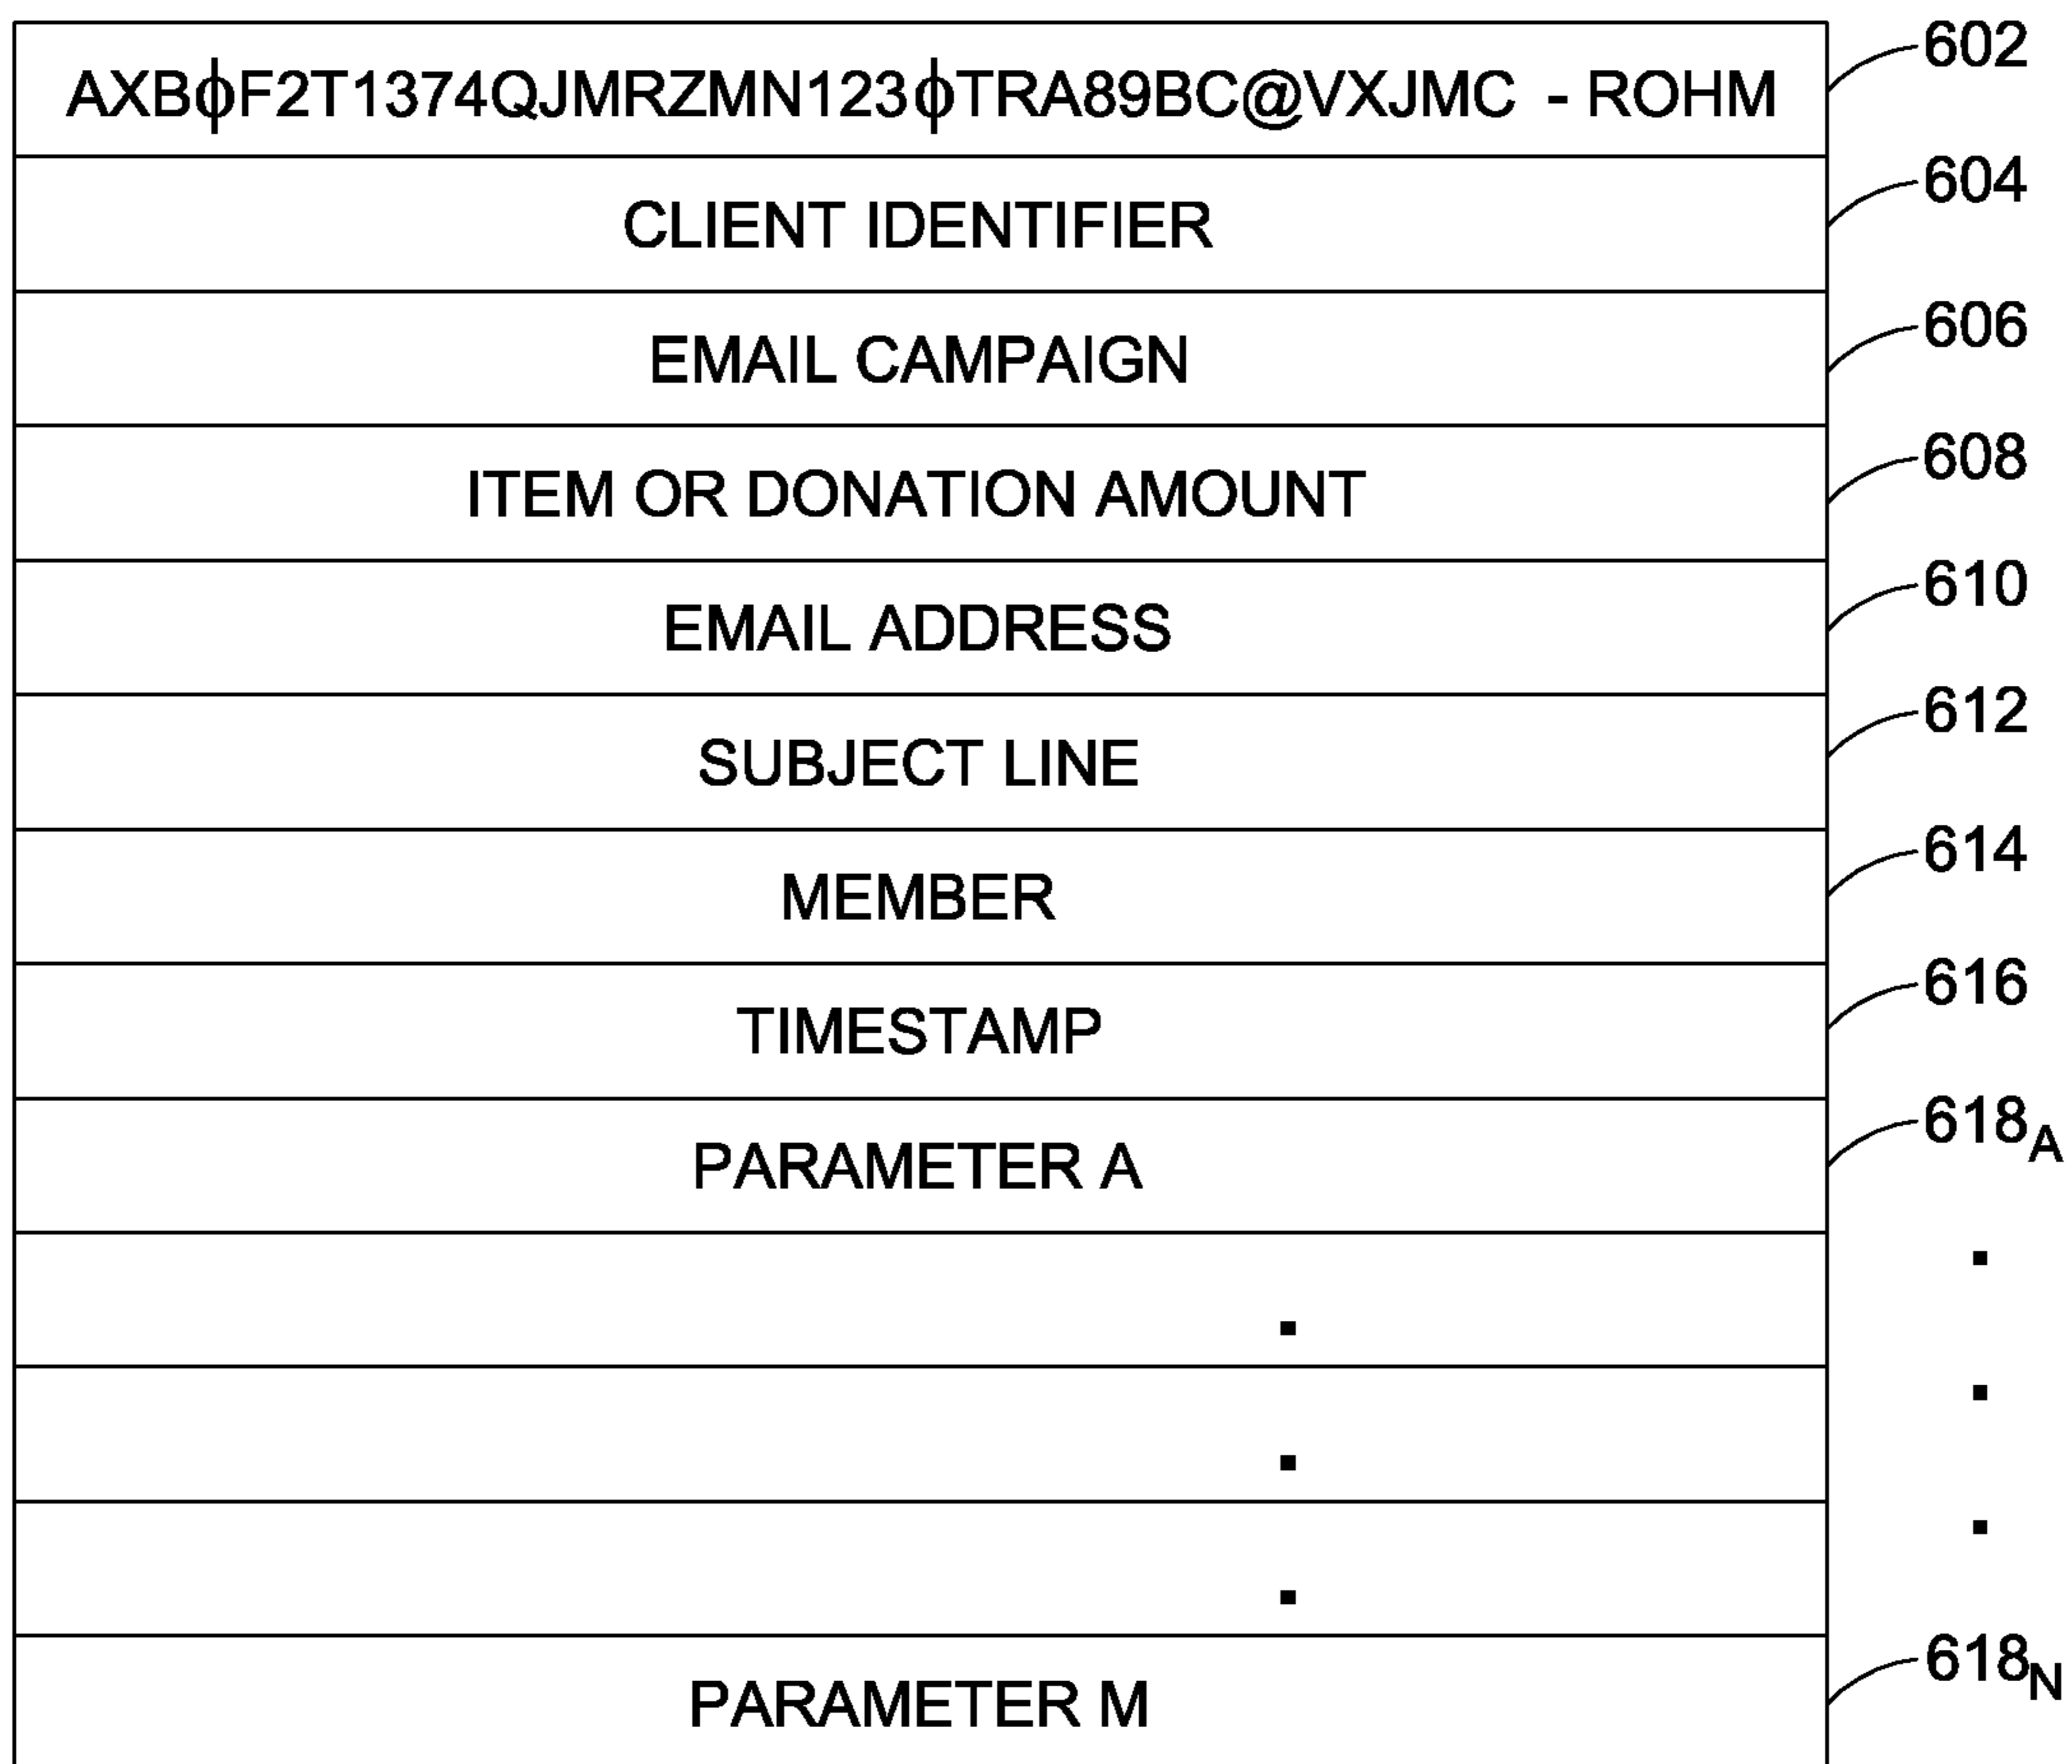 AXBϕF2T1374QJMRZMN123ϕTRA89BC@VXJMC - ROHM 602
CLIENT IDENTIFIER 604
EMAIL CAMPAIGN 606
ITEM OR DONATION AMOUNT 608
EMAIL ADDRESS 610
SUBJECT LINE 612
MEMBER 614
TIMESTAMP 616
PARAMETER A 618A
PARAMETER M 618N